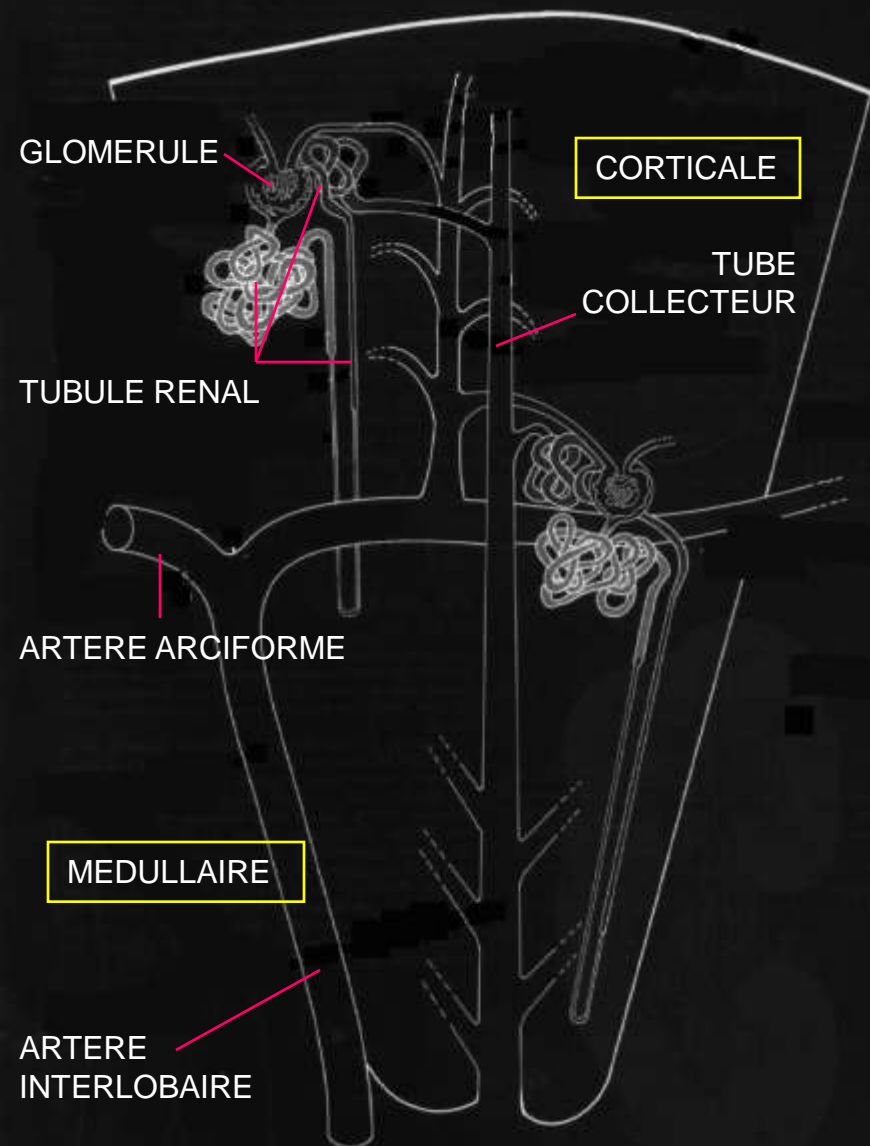 GLOMERULE
CORTICALE
TUBE
COLLECTEUR
TUBULE RENAL
ARTERE ARCIFORME
MEDULLAIRE
ARTERE
INTERLOBAIRE